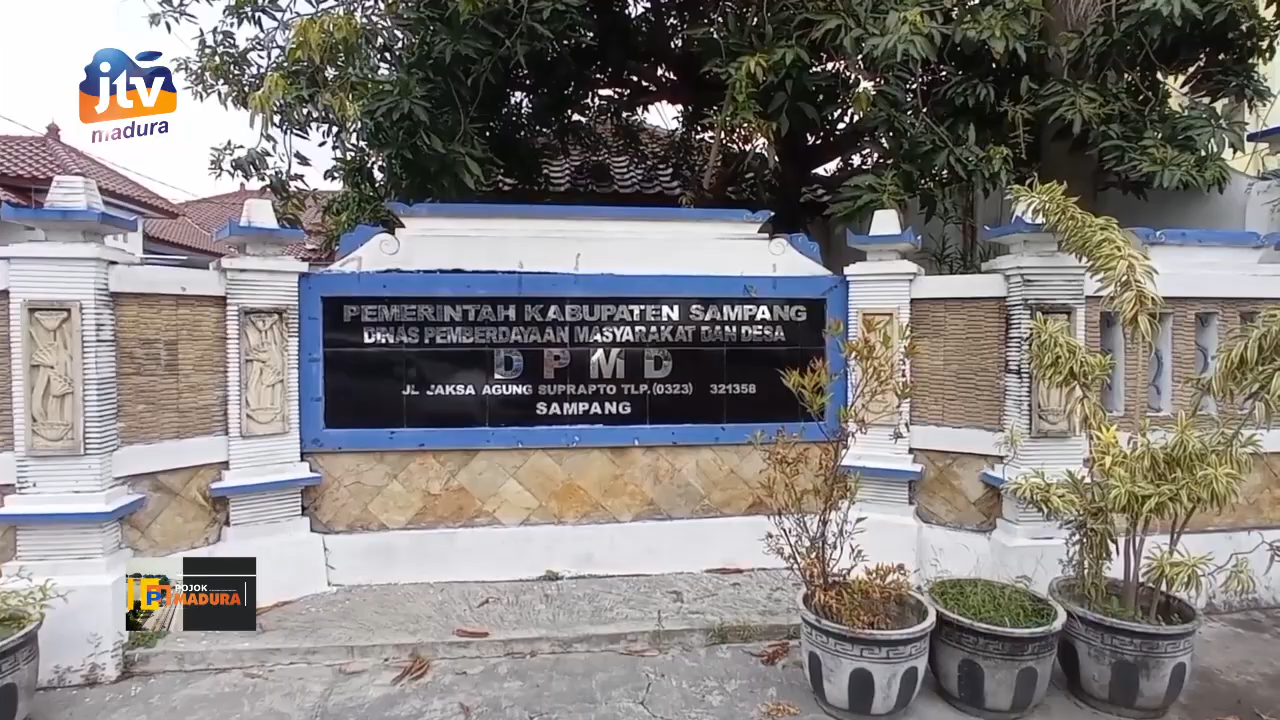 jtv
madura
PEMERINTAH KABUPATEN SAMPANG
DINAS PEMBERDAYAAN MASYARAKAT DAN DESA
D P M D
JL JAKSA AGUNG SUPRAPTO TLP.(0323) 321358
SAMPANG
POJOK
MADURA